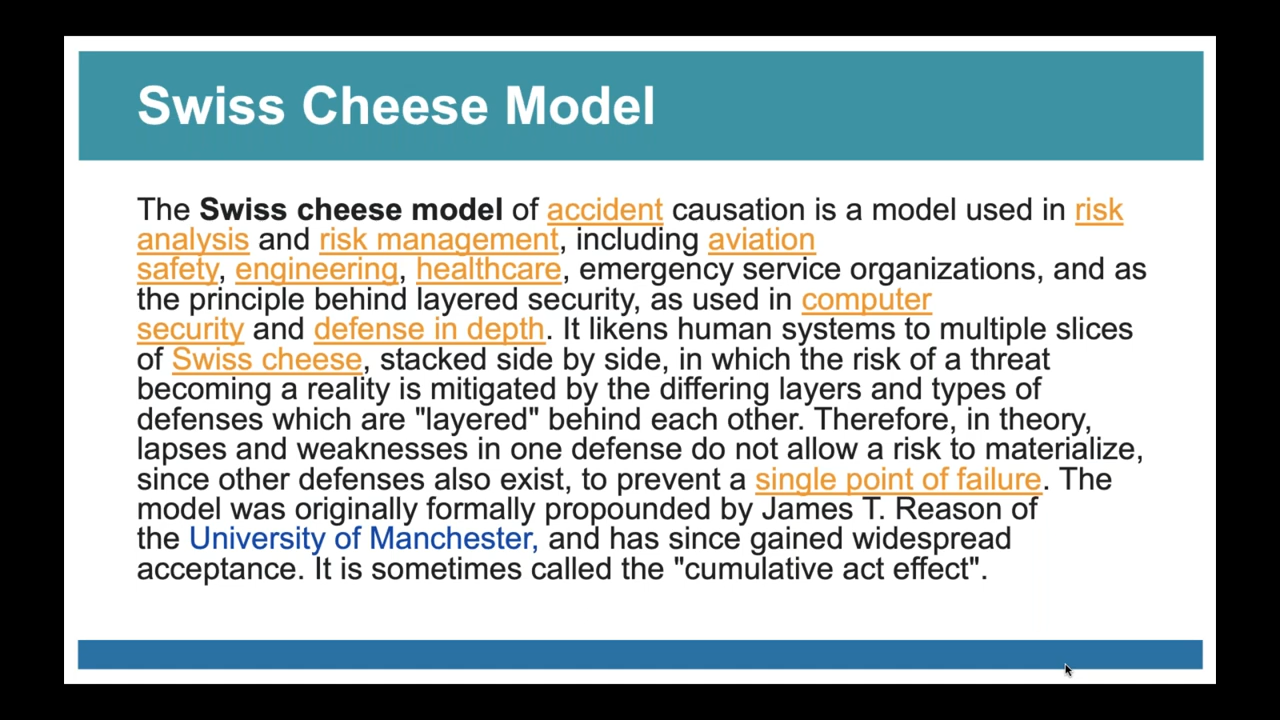 Swiss Cheese Model
The Swiss cheese model of accident causation is a model used in risk
analysis and risk management, including aviation
safety, engineering, healthcare, emergency service organizations, and as
the principle behind layered security, as used in computer
security and defense in depth. It likens human systems to multiple slices
of Swiss cheese, stacked side by side, in which the risk of a threat
becoming a reality is mitigated by the differing layers and types of
defenses which are "layered" behind each other. Therefore, in theory,
lapses and weaknesses in one defense do not allow a risk to materialize,
since other defenses also exist, to prevent a single point of failure. The
model was originally formally propounded by James T. Reason of
the University of Manchester, and has since gained widespread
acceptance. It is sometimes called the "cumulative act effect".